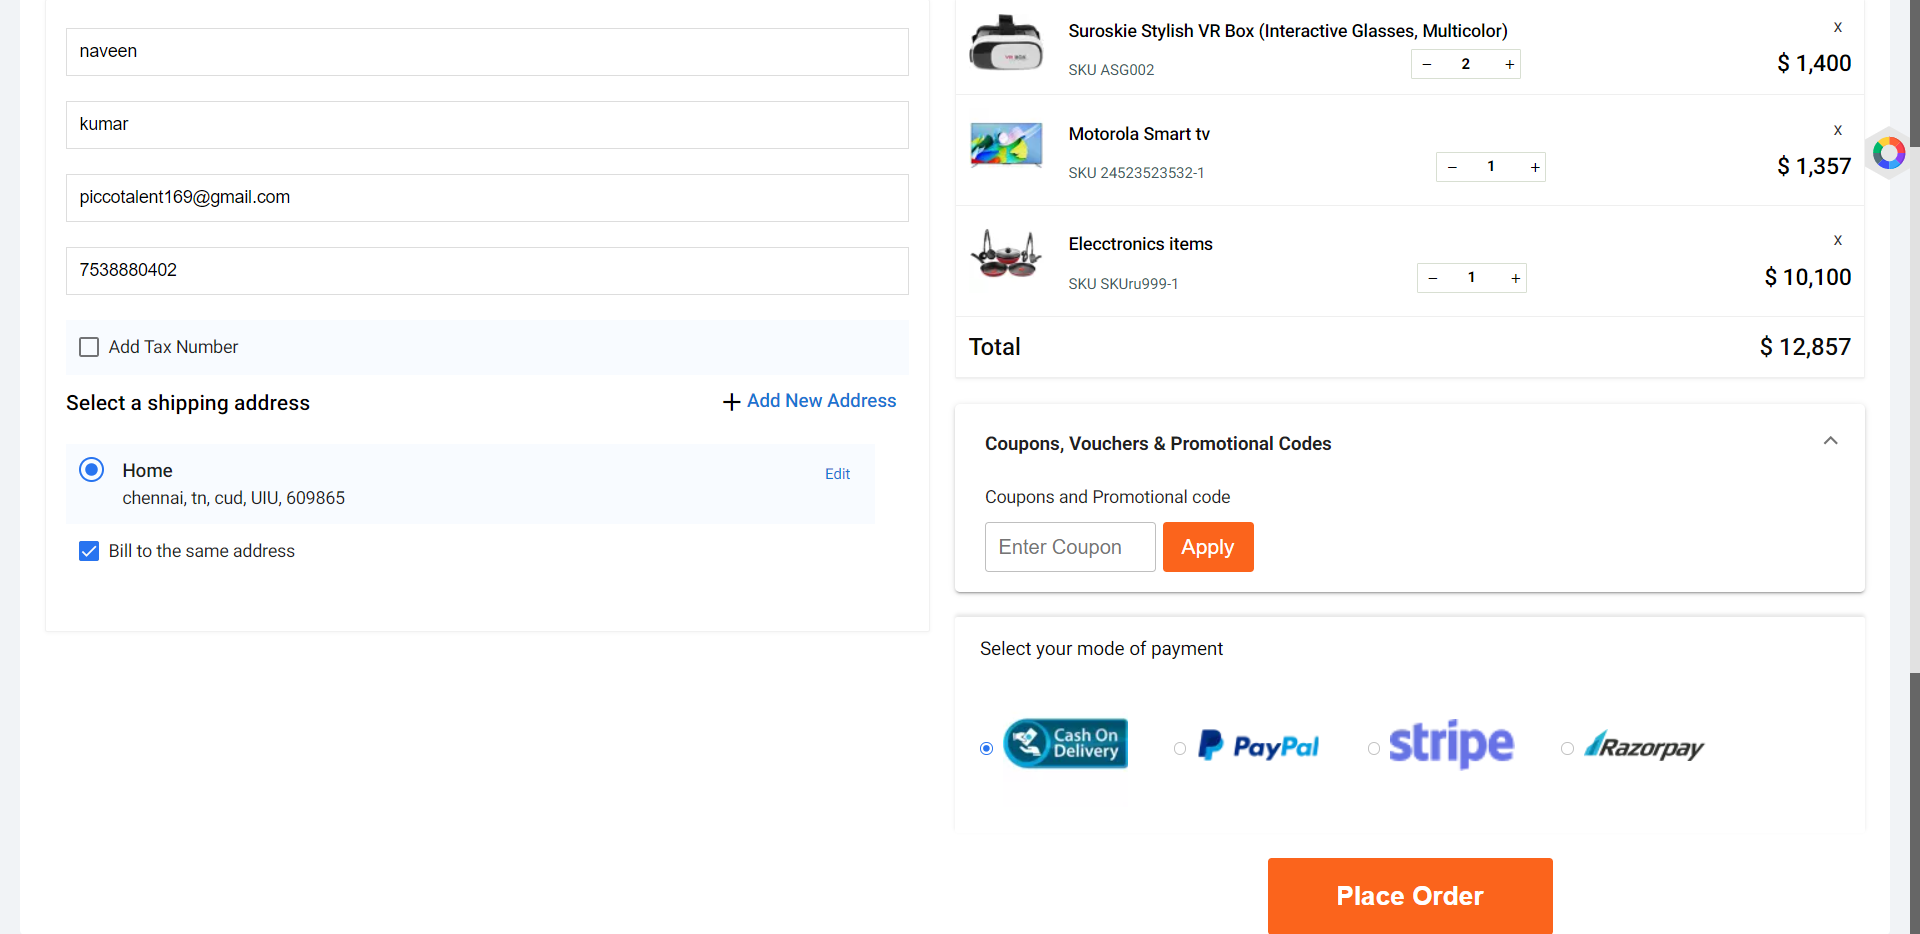 naveen
kumar
piccotalent169@gmail.com
7538880402
Add Tax Number
Select a shipping address
+ Add New Address
Home
Edit
chennai, tn, cud, UIU, 609865
Bill to the same address
Suroskie Stylish VR Box (Interactive Glasses, Multicolor)
x
SKU ASG002
− 2 +
$ 1,400
Motorola Smart tv
x
SKU 24523523532-1
− 1 +
$ 1,357
Elecctronics items
x
SKU SKUru999-1
− 1 +
$ 10,100
Total
$ 12,857
Coupons, Vouchers & Promotional Codes
Coupons and Promotional code
Enter Coupon
Apply
Select your mode of payment
Cash On
Delivery
PayPal
stripe
Razorpay
Place Order